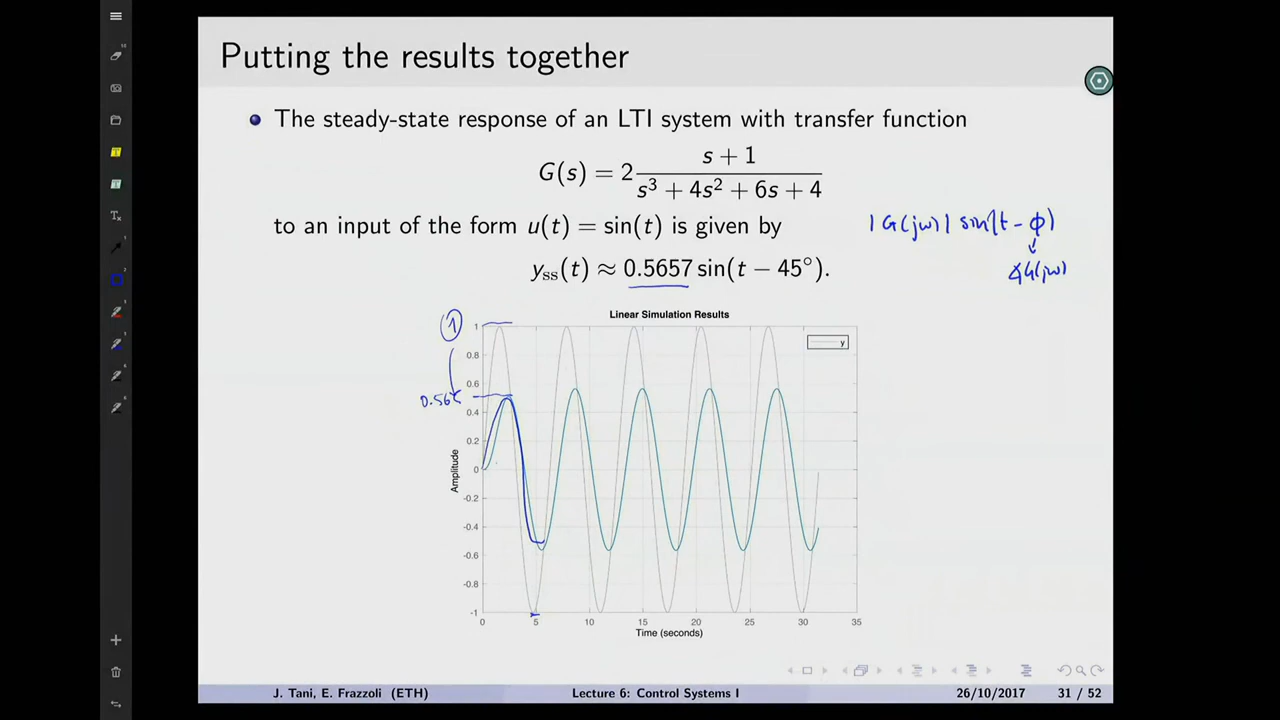 Putting the results together
The steady-state response of an LTI system with transfer function
G(s) = 2 (s + 1) / (s³ + 4s² + 6s + 4)
to an input of the form u(t) = sin(t) is given by
|G(jω)| sin(t - ϕ)
y_ss(t) ≈ 0.5657 sin(t − 45°).
∡G(jω)
Linear Simulation Results
y
1
1
0.8
0.6
0.4
0.2
0
-0.2
-0.4
-0.6
-0.8
-1
Amplitude
0 5 10 15 20 25 30 35
Time (seconds)
J. Tani, E. Frazzoli (ETH) Lecture 6: Control Systems I 26/10/2017 31 / 52